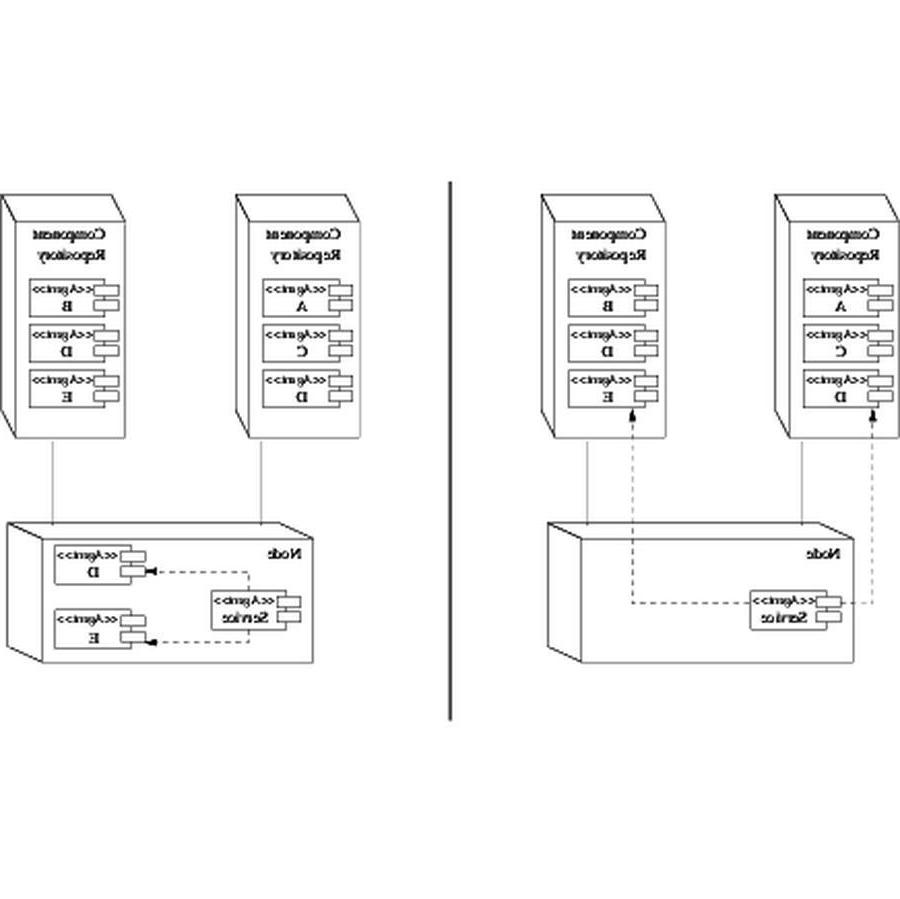 Component
Repository
<<Agent>>
B
<<Agent>>
D
<<Agent>>
E
Component
Repository
<<Agent>>
A
<<Agent>>
C
<<Agent>>
D
Node
<<Agent>>
D
<<Agent>>
Service
<<Agent>>
E
Component
Repository
<<Agent>>
B
<<Agent>>
D
<<Agent>>
E
Component
Repository
<<Agent>>
A
<<Agent>>
C
<<Agent>>
D
Node
<<Agent>>
Service